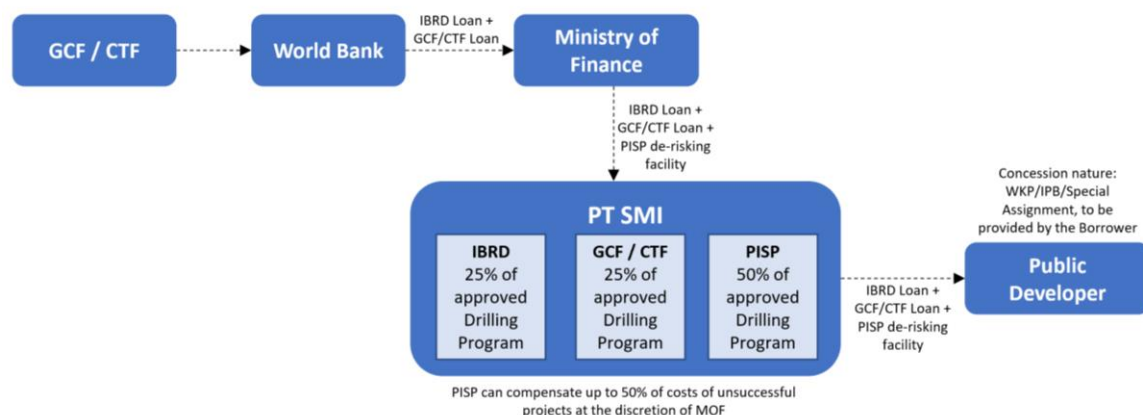 GCF / CTF
World Bank
IBRD Loan +
GCF/CTF Loan
Ministry of
Finance
IBRD Loan +
GCF/CTF Loan +
PISP de-risking
facility
PT SMI
IBRD
25% of
approved
Drilling
Program
GCF / CTF
25% of
approved
Drilling
Program
PISP
50% of
approved
Drilling
Program
PISP can compensate up to 50% of costs of unsuccessful
projects at the discretion of MOF
IBRD Loan +
GCF/CTF Loan +
PISP de-risking
facility
Concession nature:
WKP/IPB/Special
Assignment, to be
provided by the Borrower
Public
Developer